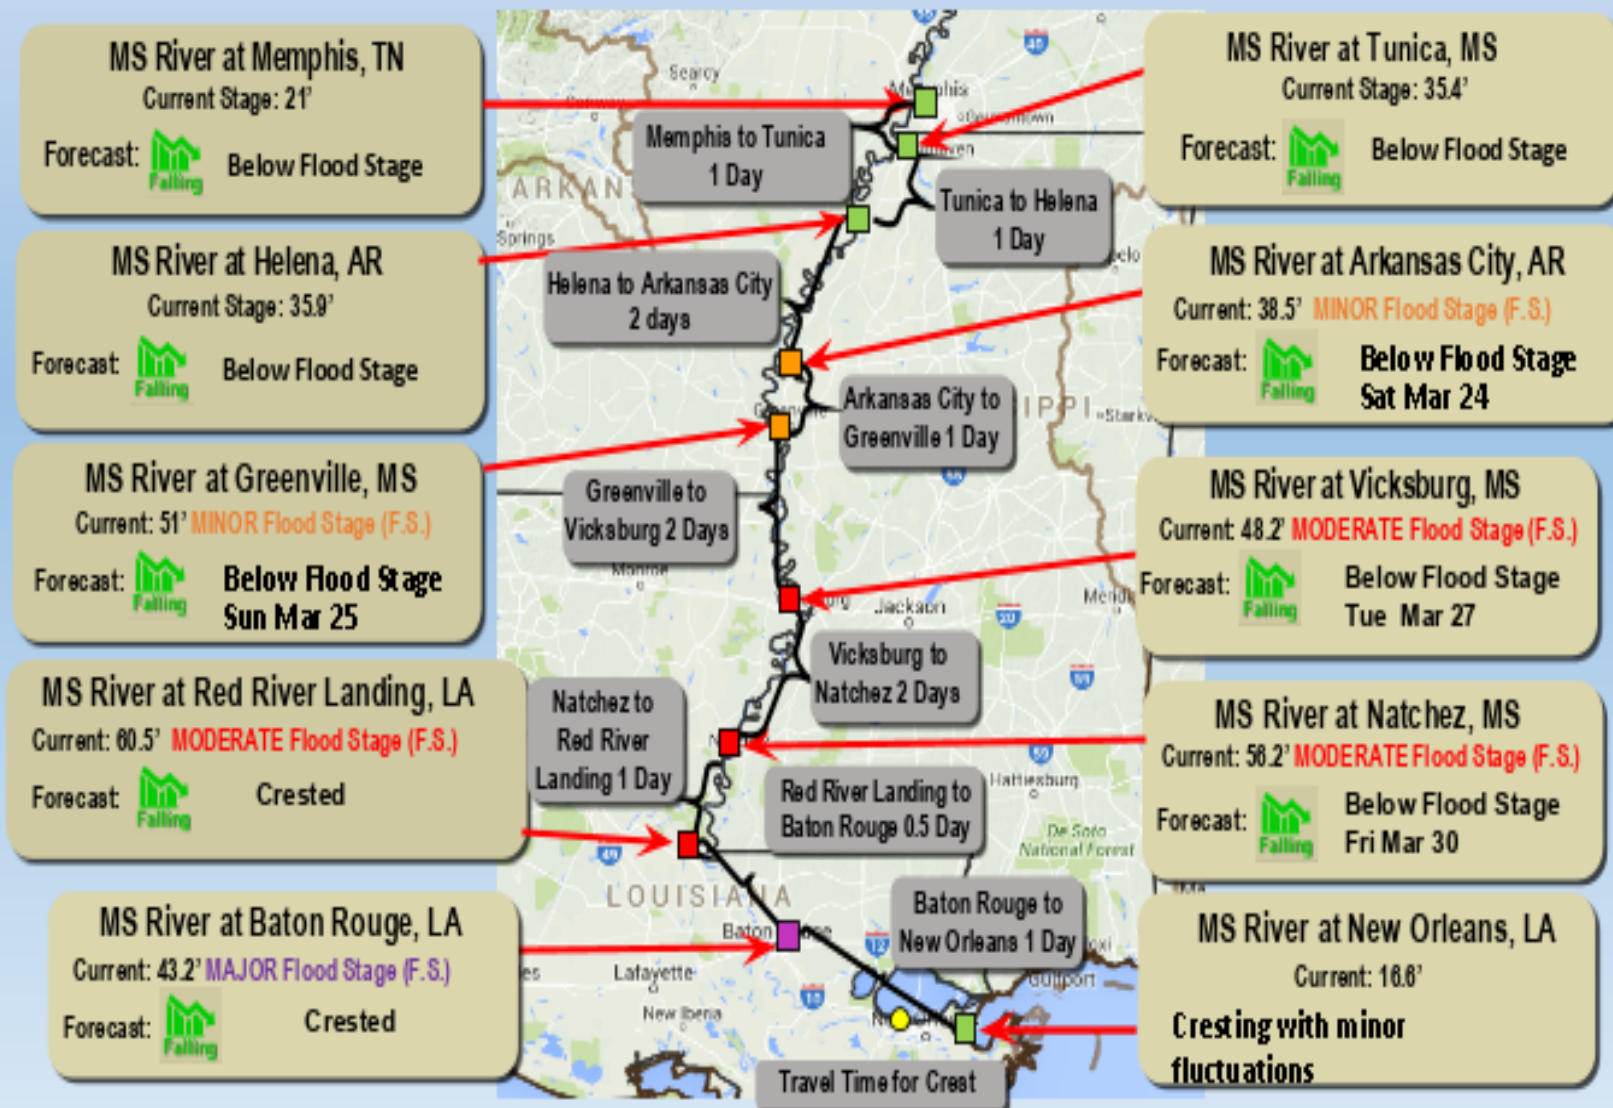 MS River at Memphis, TN
Current Stage: 21'
Forecast:
Falling
Below Flood Stage
MS River at Tunica, MS
Current Stage: 35.4'
Forecast:
Falling
Below Flood Stage
MS River at Helena, AR
Current Stage: 35.9'
Forecast:
Falling
Below Flood Stage
MS River at Arkansas City, AR
Current: 38.5' MINOR Flood Stage (F.S.)
Forecast:
Falling
Below Flood Stage
Sat Mar 24
MS River at Greenville, MS
Current: 51' MINOR Flood Stage (F.S.)
Forecast:
Falling
Below Flood Stage
Sun Mar 25
MS River at Vicksburg, MS
Current: 48.2' MODERATE Flood Stage (F.S.)
Forecast:
Falling
Below Flood Stage
Tue Mar 27
MS River at Red River Landing, LA
Current: 60.5' MODERATE Flood Stage (F.S.)
Forecast:
Falling
Crested
MS River at Natchez, MS
Current: 56.2' MODERATE Flood Stage (F.S.)
Forecast:
Falling
Below Flood Stage
Fri Mar 30
MS River at Baton Rouge, LA
Current: 43.2' MAJOR Flood Stage (F.S.)
Forecast:
Falling
Crested
MS River at New Orleans, LA
Current: 16.6'
Cresting with minor
fluctuations
Memphis to Tunica
1 Day
Tunica to Helena
1 Day
Helena to Arkansas City
2 days
Arkansas City to
Greenville 1 Day
Greenville to
Vicksburg 2 Days
Vicksburg to
Natchez 2 Days
Natchez to
Red River
Landing 1 Day
Red River Landing to
Baton Rouge 0.5 Day
Baton Rouge to
New Orleans 1 Day
Travel Time for Crest
Searcy
40
Springs
Monroe
Jackson
20
59
59
Hattiesburg
De Soto
National Forest
49
LOUISIANA
Baton
12
Lafayette
10
New Iberia
Gulfport